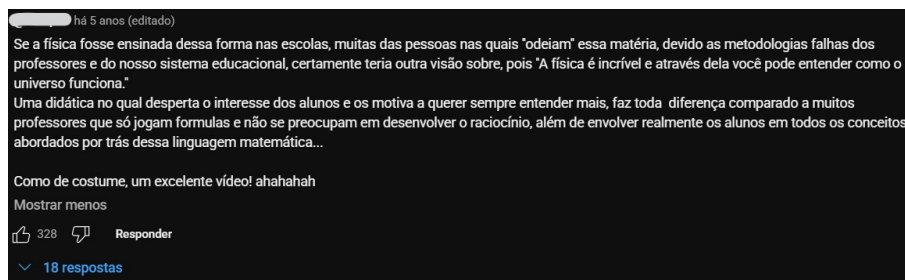 há 5 anos (editado)
Se a física fosse ensinada dessa forma nas escolas, muitas das pessoas nas quais "odeiam" essa matéria, devido as metodologias falhas dos
professores e do nosso sistema educacional, certamente teria outra visão sobre, pois "A física é incrível e através dela você pode entender como o
universo funciona."
Uma didática no qual desperta o interesse dos alunos e os motiva a querer sempre entender mais, faz toda diferença comparado a muitos
professores que só jogam formulas e não se preocupam em desenvolver o raciocínio, além de envolver realmente os alunos em todos os conceitos
abordados por trás dessa linguagem matemática...
Como de costume, um excelente vídeo! ahahahah
Mostrar menos
328 Responder
18 respostas